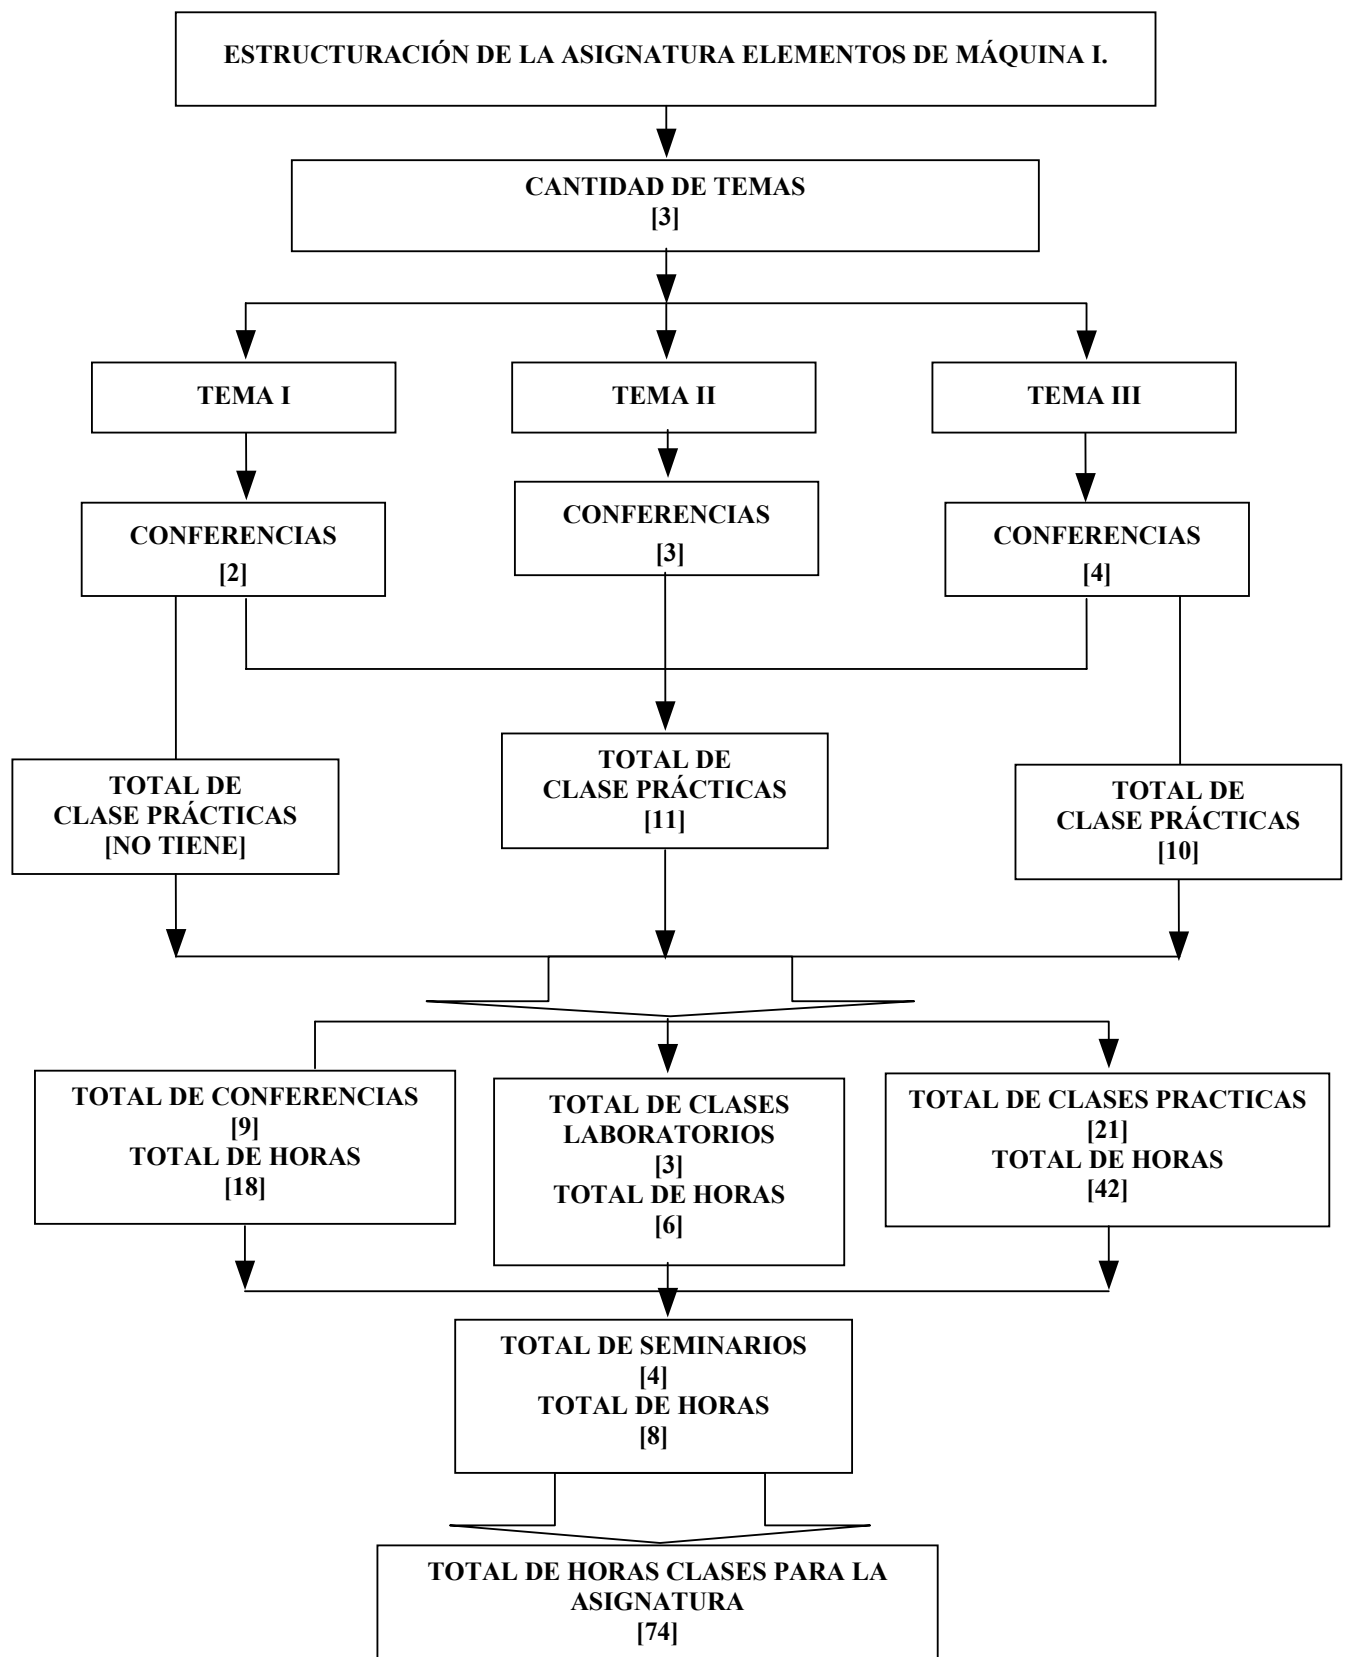 ESTRUCTURACIÓN DE LA ASIGNATURA ELEMENTOS DE MÁQUINA I.
CANTIDAD DE TEMAS
[3]
TEMA I
TEMA II
TEMA III
CONFERENCIAS
[2]
CONFERENCIAS
[3]
CONFERENCIAS
[4]
TOTAL DE
CLASE PRÁCTICAS
[NO TIENE]
TOTAL DE
CLASE PRÁCTICAS
[11]
TOTAL DE
CLASE PRÁCTICAS
[10]
TOTAL DE CONFERENCIAS
[9]
TOTAL DE HORAS
[18]
TOTAL DE CLASES
LABORATORIOS
[3]
TOTAL DE HORAS
[6]
TOTAL DE CLASES PRACTICAS
[21]
TOTAL DE HORAS
[42]
TOTAL DE SEMINARIOS
[4]
TOTAL DE HORAS
[8]
TOTAL DE HORAS CLASES PARA LA
ASIGNATURA
[74]